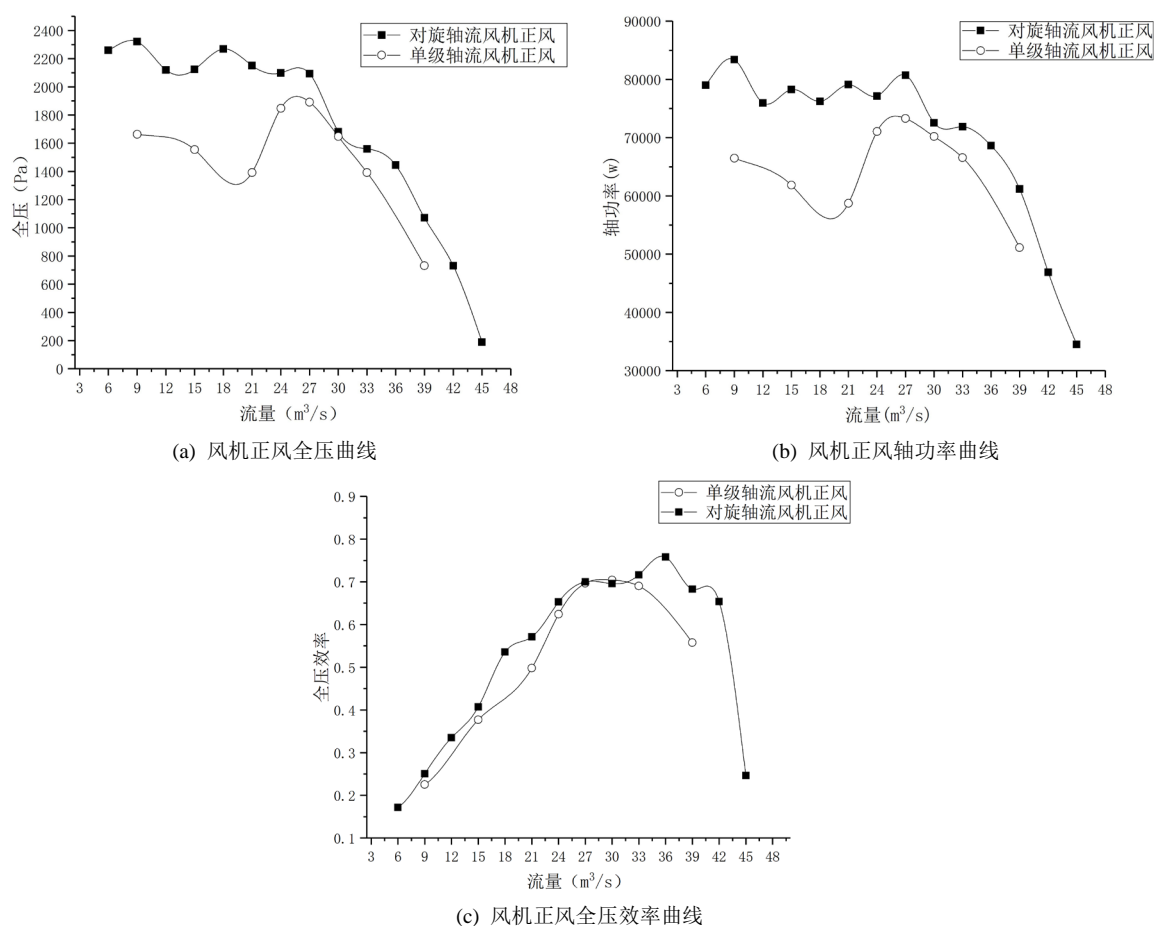 对旋轴流风机正风
单级轴流风机正风
2400
2200
2000
1800
1600
1400
1200
1000
800
600
400
200
0
全压（Pa）
3 6 9 12 15 18 21 24 27 30 33 36 39 42 45 48
流量（m³/s）
(a) 风机正风全压曲线
对旋轴流风机正风
单级轴流风机正风
90000
80000
70000
60000
50000
40000
30000
轴功率(w)
3 6 9 12 15 18 21 24 27 30 33 36 39 42 45 48
流量(m³/s)
(b) 风机正风轴功率曲线
单级轴流风机正风
对旋轴流风机正风
0.9
0.8
0.7
0.6
0.5
0.4
0.3
0.2
0.1
全压效率
3 6 9 12 15 18 21 24 27 30 33 36 39 42 45 48
流量（m³/s）
(c) 风机正风全压效率曲线